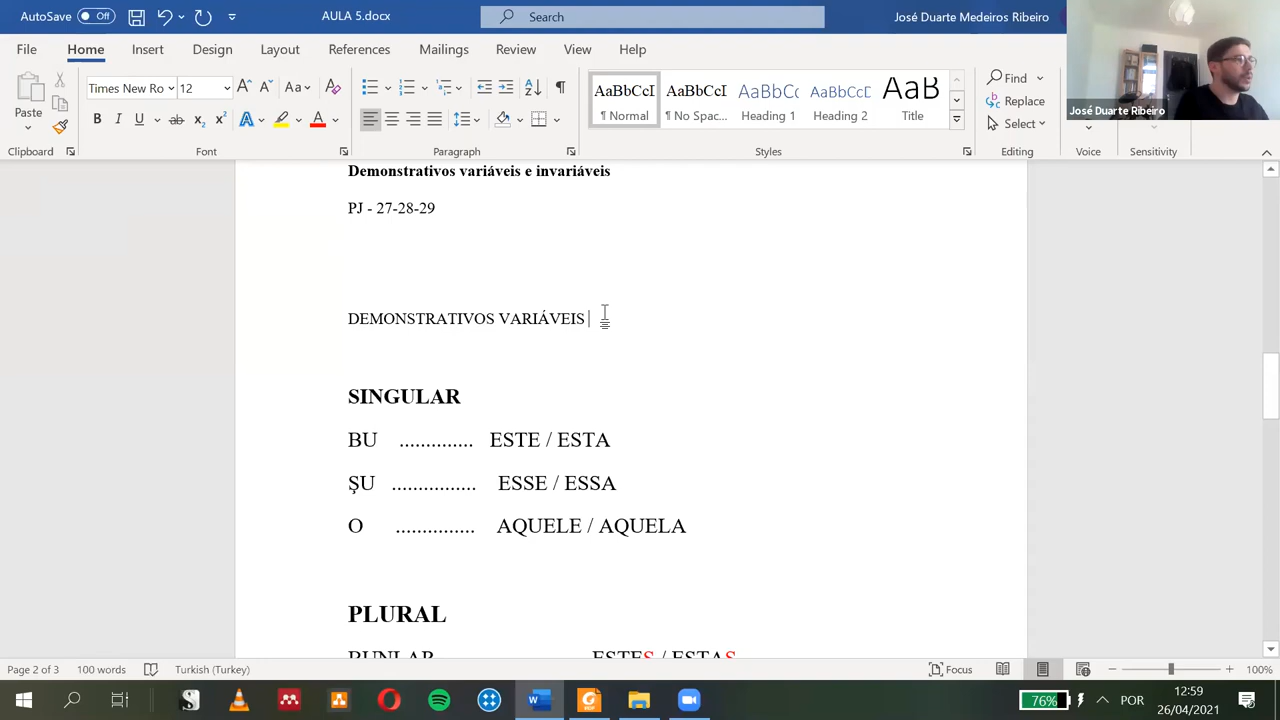 AutoSave Off AULA 5.docx Search José Duarte Medeiros Ribeiro
File Home Insert Design Layout References Mailings Review View Help
Paste
Times New Ro 12
AaBbCcI AaBbCcI AaBbCc AaBbCcE AaB
¶ Normal ¶ No Spac... Heading 1 Heading 2 Title
Find
Replace
Select
Clipboard Font Paragraph Styles Editing Voice Sensitivity
José Duarte Ribeiro
Demonstrativos variáveis e invariáveis
PJ - 27-28-29
DEMONSTRATIVOS VARIÁVEIS
SINGULAR
BU .............. ESTE / ESTA
ŞU ................ ESSE / ESSA
O ............... AQUELE / AQUELA
PLURAL
BUNLAR ESTES / ESTAS
Page 2 of 3 100 words Turkish (Turkey) Focus 100%
76% POR 12:59
26/04/2021